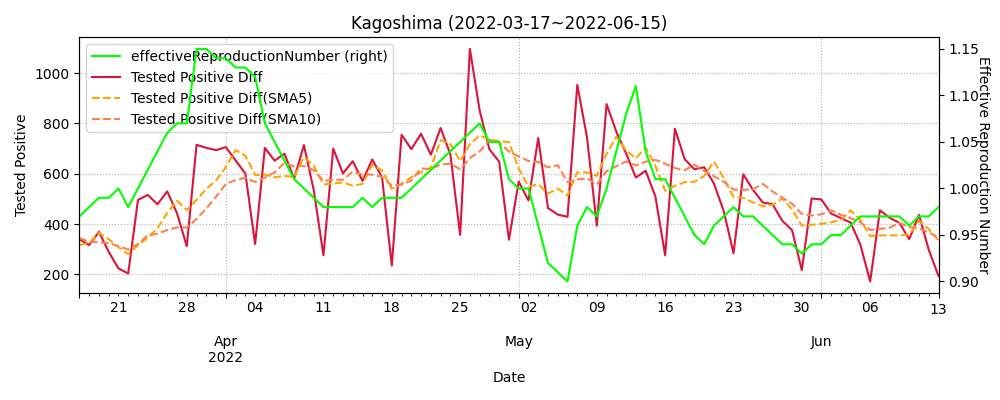 Kagoshima (2022-03-17~2022-06-15)
effectiveReproductionNumber (right)
Tested Positive Diff
Tested Positive Diff(SMA5)
Tested Positive Diff(SMA10)
Tested Positive
1000
800
600
400
200
Effective Reproduction Number
1.15
1.10
1.05
1.00
0.95
0.90
21 28 04 11 18 25 02 09 16 23 30 06 13
Apr May Jun
2022
Date